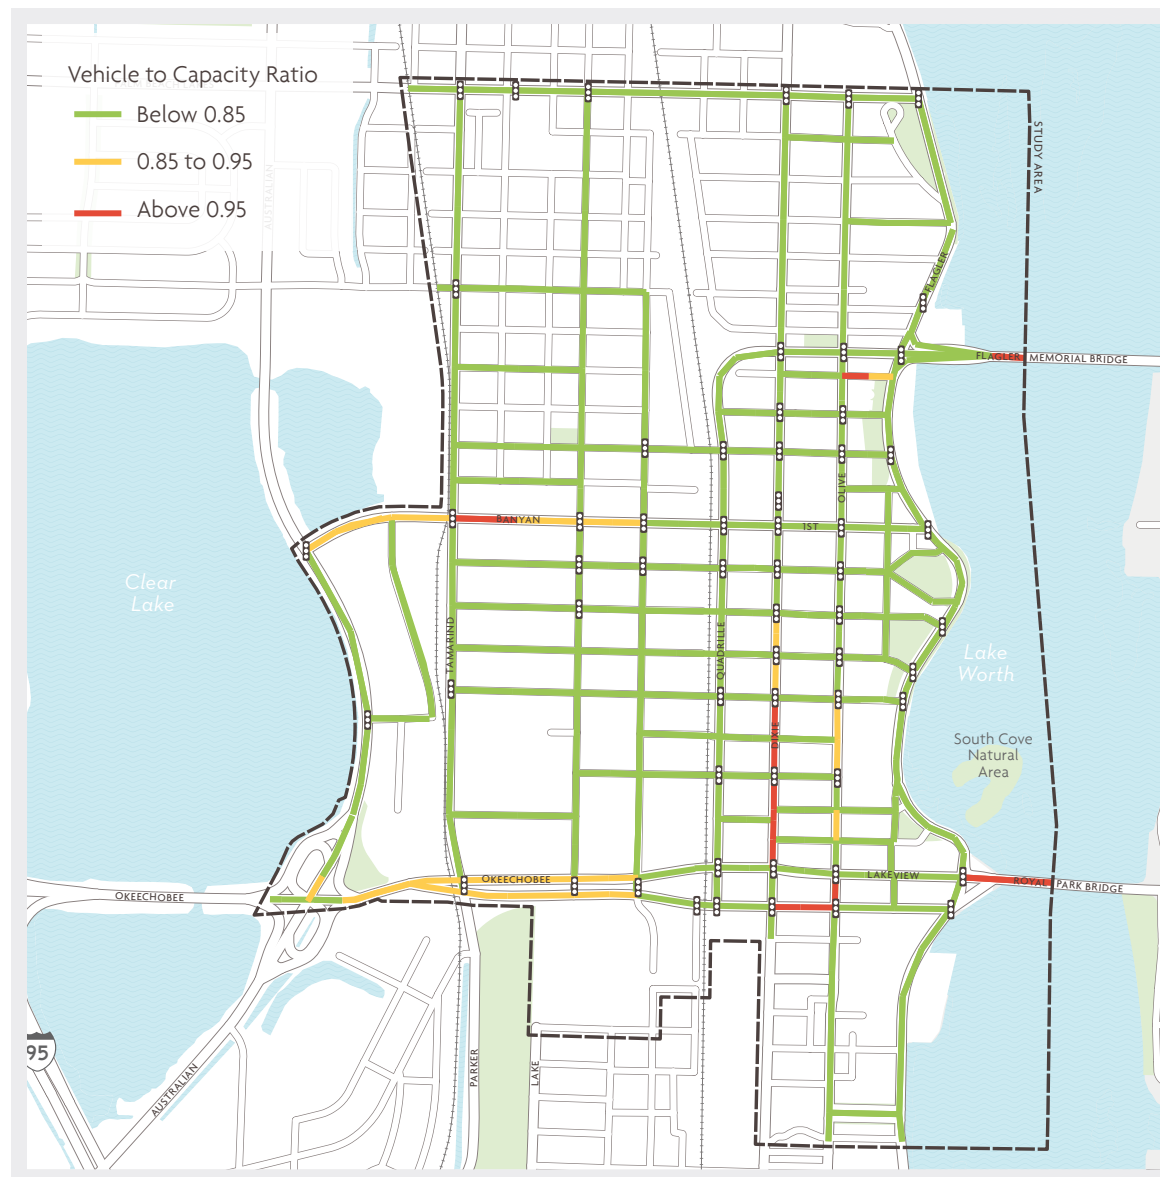 Vehicle to Capacity Ratio
Below 0.85
0.85 to 0.95
Above 0.95
AUSTRALIAN
STUDY AREA
FLAGLER
FLAGLER MEMORIAL BRIDGE
OLIVE
BANYAN
1ST
Clear
Lake
TAMARIND
QUADRILLE
Lake
Worth
DIXIE
South Cove
Natural
Area
OKEECHOBEE
LAKEVIEW
ROYAL PARK BRIDGE
OKEECHOBEE
95
AUSTRALIAN
PARKER
LAKE